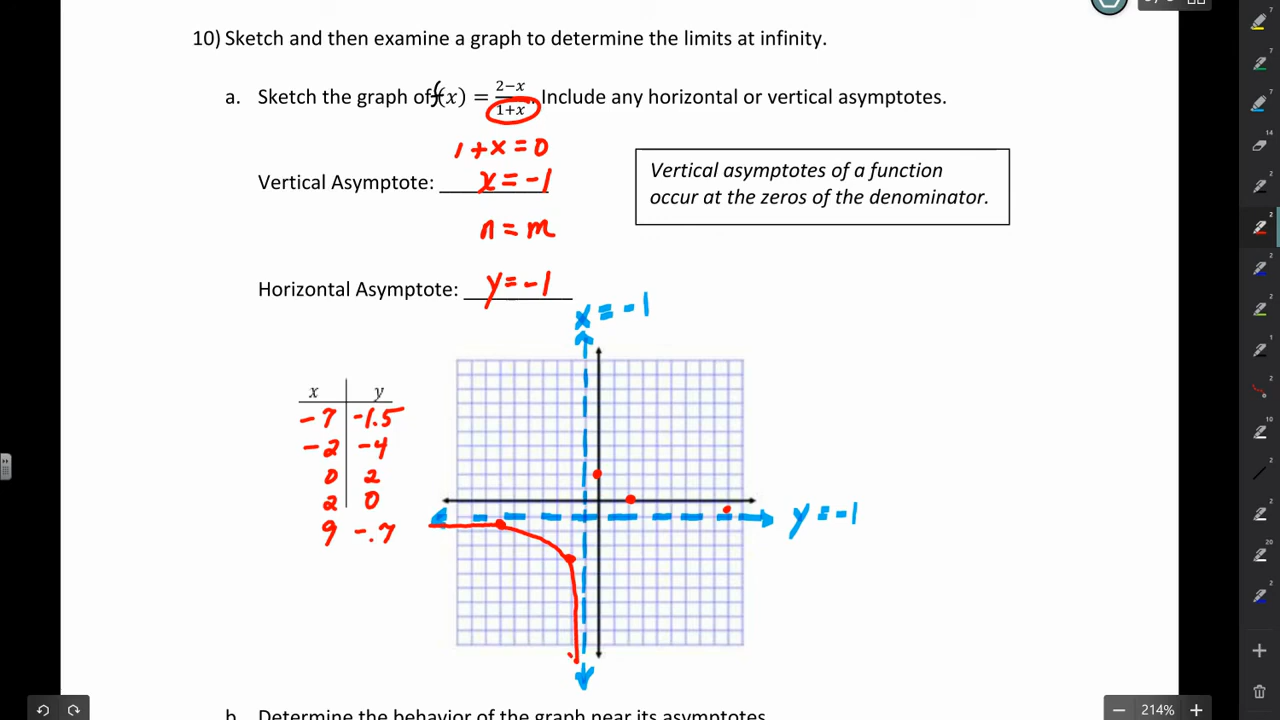 10) Sketch and then examine a graph to determine the limits at infinity.
a. Sketch the graph of f(x) = 2−x / 1+x. Include any horizontal or vertical asymptotes.
1 + x = 0
Vertical Asymptote: x = -1
Vertical asymptotes of a function
occur at the zeros of the denominator.
n = m
Horizontal Asymptote: y = -1
x = -1
x y
-7 -1.5
-2 -4
0 2
2 0
9 -.7
y = -1
b. Determine the behavior of the graph near its asymptotes.
214%